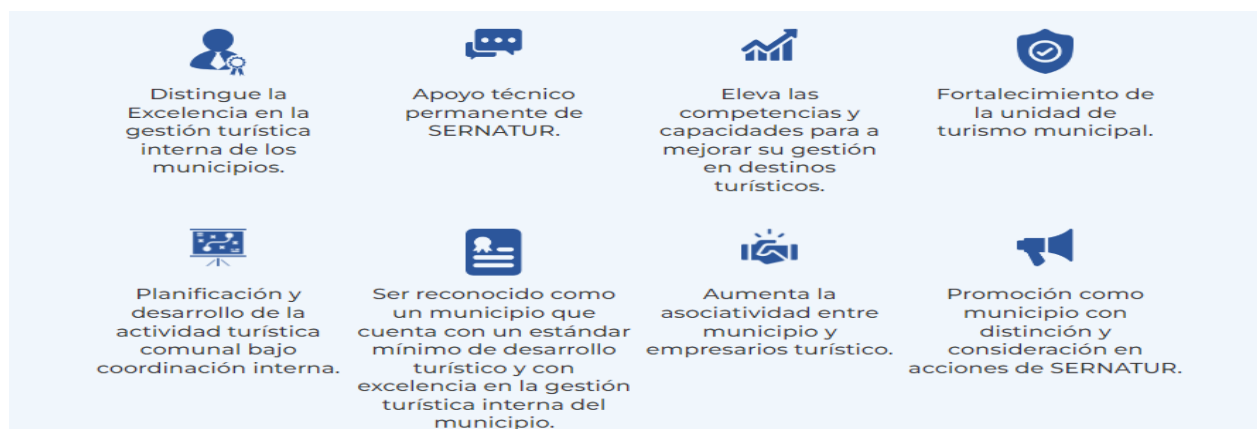 Distingue la
Excelencia en la
gestión turística
interna de los
municipios.
Apoyo técnico
permanente de
SERNATUR.
Eleva las
competencias y
capacidades para a
mejorar su gestión
en destinos
turísticos.
Fortalecimiento de
la unidad de
turismo municipal.
Planificación y
desarrollo de la
actividad turística
comunal bajo
coordinación interna.
Ser reconocido como
un municipio que
cuenta con un estándar
mínimo de desarrollo
turístico y con
excelencia en la gestión
turística interna del
municipio.
Aumenta la
asociatividad entre
municipio y
empresarios turístico.
Promoción como
municipio con
distinción y
consideración en
acciones de SERNATUR.